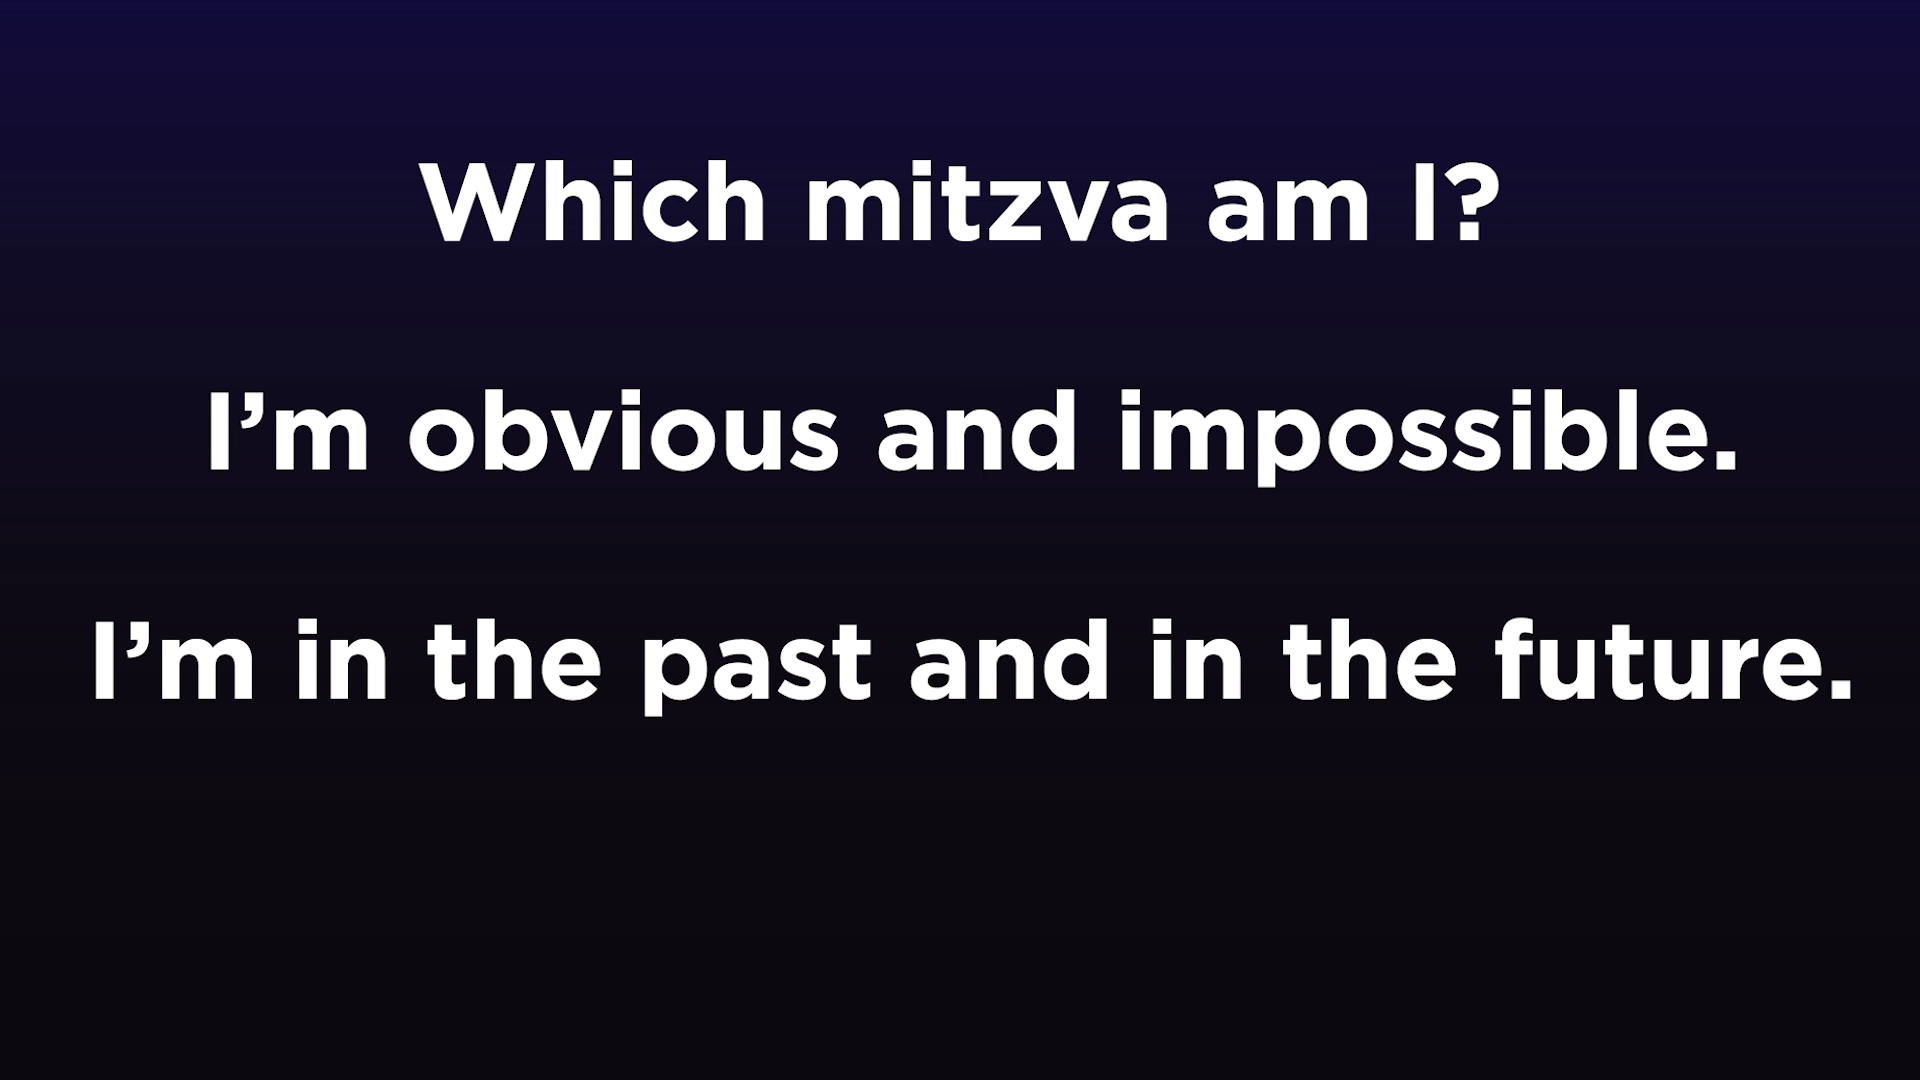 Which mitzva am I?
I’m obvious and impossible.
I’m in the past and in the future.